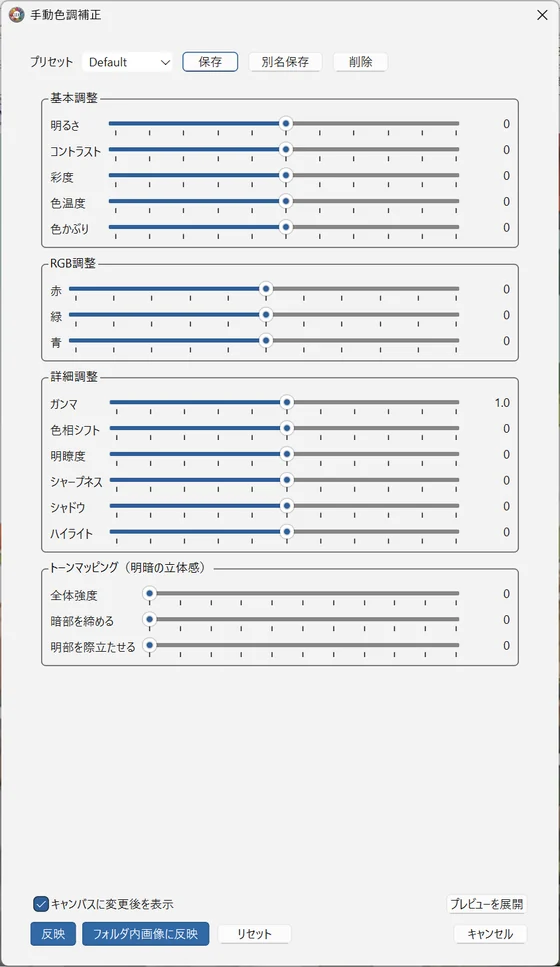 手動色調補正
プリセット Default 保存 別名保存 削除
基本調整
明るさ 0
コントラスト 0
彩度 0
色温度 0
色かぶり 0
RGB調整
赤 0
緑 0
青 0
詳細調整
ガンマ 1.0
色相シフト 0
明瞭度 0
シャープネス 0
シャドウ 0
ハイライト 0
トーンマッピング（明暗の立体感）
全体強度 0
暗部を締める 0
明部を際立たせる 0
キャンバスに変更後を表示 プレビューを展開
反映 フォルダ内画像に反映 リセット キャンセル